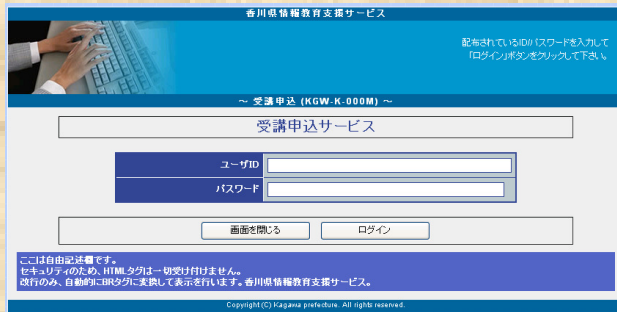 香川県情報教育支援サービス
配布されているID/パスワードを入力して
「ログイン」ボタンをクリックして下さい。
～ 受講申込 (KGW-K-000M) ～
受講申込サービス
ユーザID
パスワード
画面を閉じる ログイン
ここは自由記述欄です。
セキュリティのため、HTMLタグは一切受け付けません。
改行のみ、自動的にBRタグに変換して表示を行います。香川県情報教育支援サービス。
Copyright(C) Kagawa prefecture. All rights reserved.